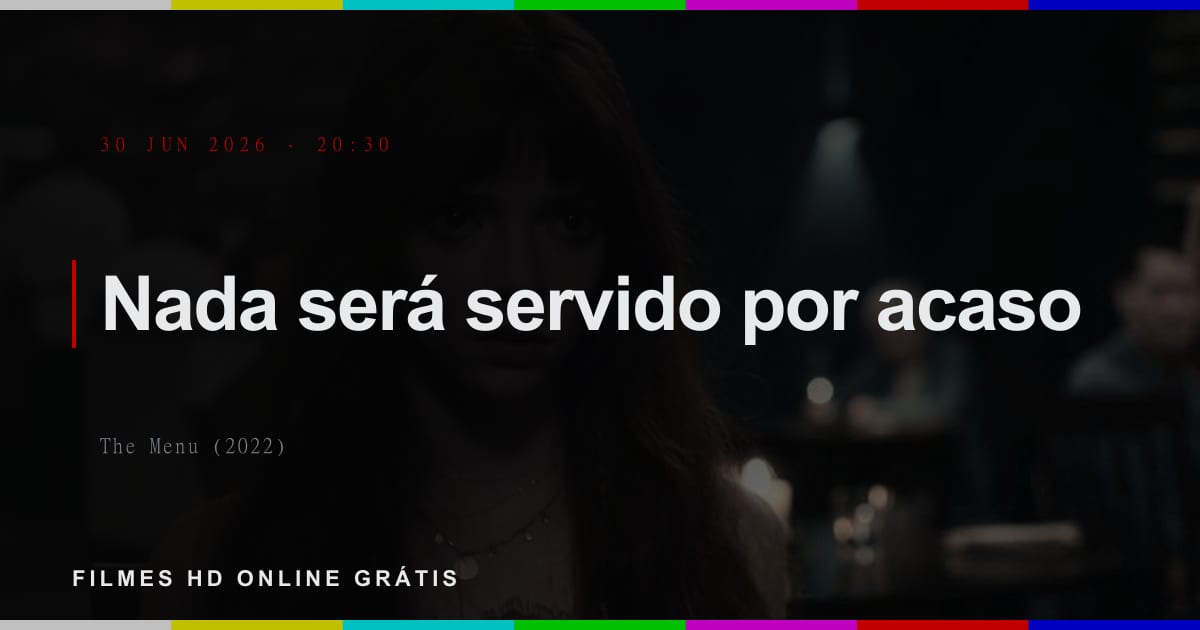 30 JUN 2026 · 20:30
Nada será servido por acaso
The Menu (2022)
FILMES HD ONLINE GRÁTIS